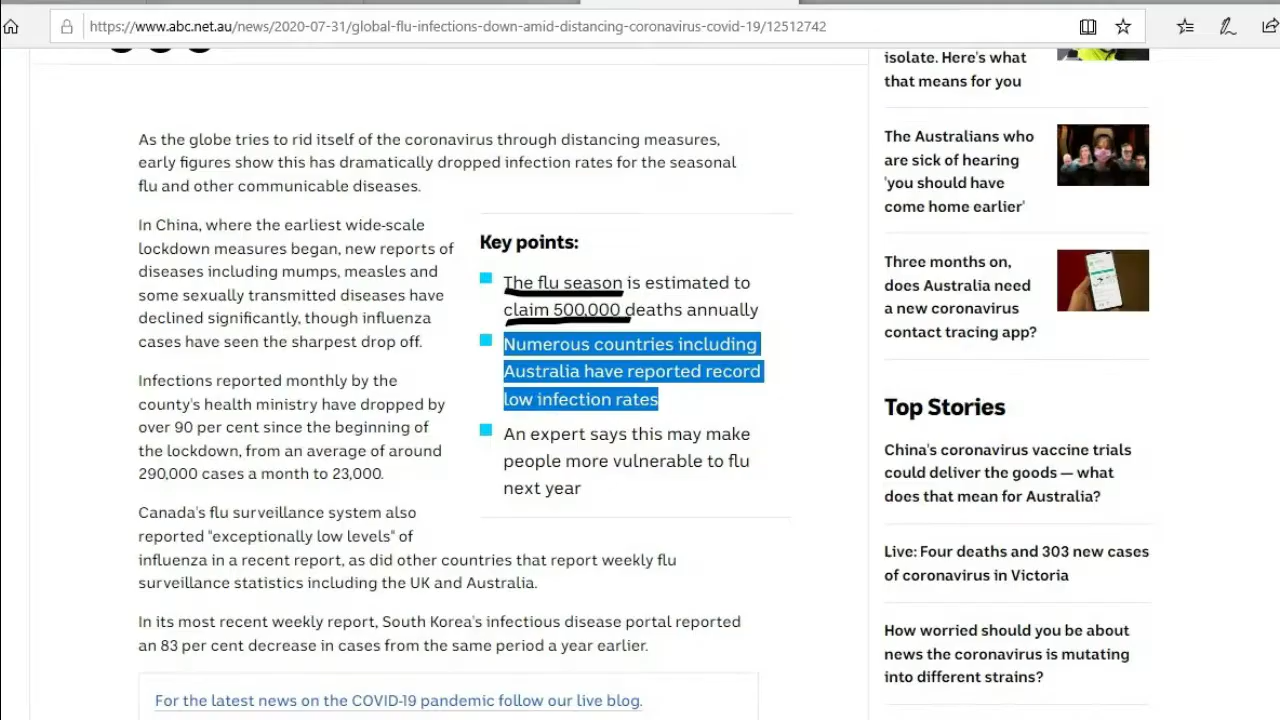 https://www.abc.net.au/news/2020-07-31/global-flu-infections-down-amid-distancing-coronavirus-covid-19/12512742
As the globe tries to rid itself of the coronavirus through distancing measures,
early figures show this has dramatically dropped infection rates for the seasonal
flu and other communicable diseases.
In China, where the earliest wide-scale
lockdown measures began, new reports of
diseases including mumps, measles and
some sexually transmitted diseases have
declined significantly, though influenza
cases have seen the sharpest drop off.
Infections reported monthly by the
county's health ministry have dropped by
over 90 per cent since the beginning of
the lockdown, from an average of around
290,000 cases a month to 23,000.
Canada's flu surveillance system also
reported "exceptionally low levels" of
influenza in a recent report, as did other countries that report weekly flu
surveillance statistics including the UK and Australia.
In its most recent weekly report, South Korea's infectious disease portal reported
an 83 per cent decrease in cases from the same period a year earlier.
For the latest news on the COVID-19 pandemic follow our live blog.
Key points:
The flu season is estimated to
claim 500,000 deaths annually
Numerous countries including
Australia have reported record
low infection rates
An expert says this may make
people more vulnerable to flu
next year
isolate. Here's what
that means for you
The Australians who
are sick of hearing
'you should have
come home earlier'
Three months on,
does Australia need
a new coronavirus
contact tracing app?
Top Stories
China's coronavirus vaccine trials
could deliver the goods — what
does that mean for Australia?
Live: Four deaths and 303 new cases
of coronavirus in Victoria
How worried should you be about
news the coronavirus is mutating
into different strains?